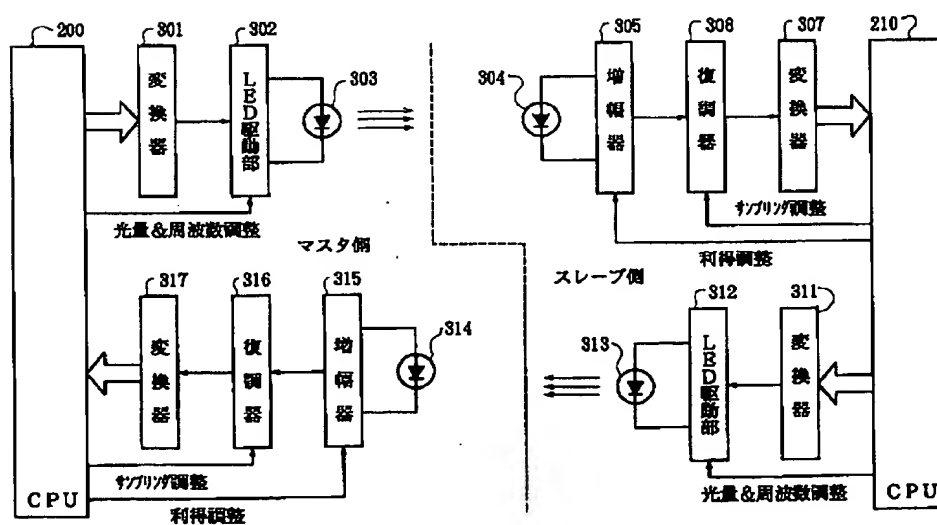 200
301
302
変換器
LED駆動部
303
光量&周波数調整
マスタ側
317
316
315
変換器
復調器
増幅器
314
サンプリング調整
利得調整
CPU
305
306
307
210
304
増幅器
復調器
変換器
サンプリング調整
利得調整
スレーブ側
312
311
313
LED駆動部
変換器
光量&周波数調整
CPU